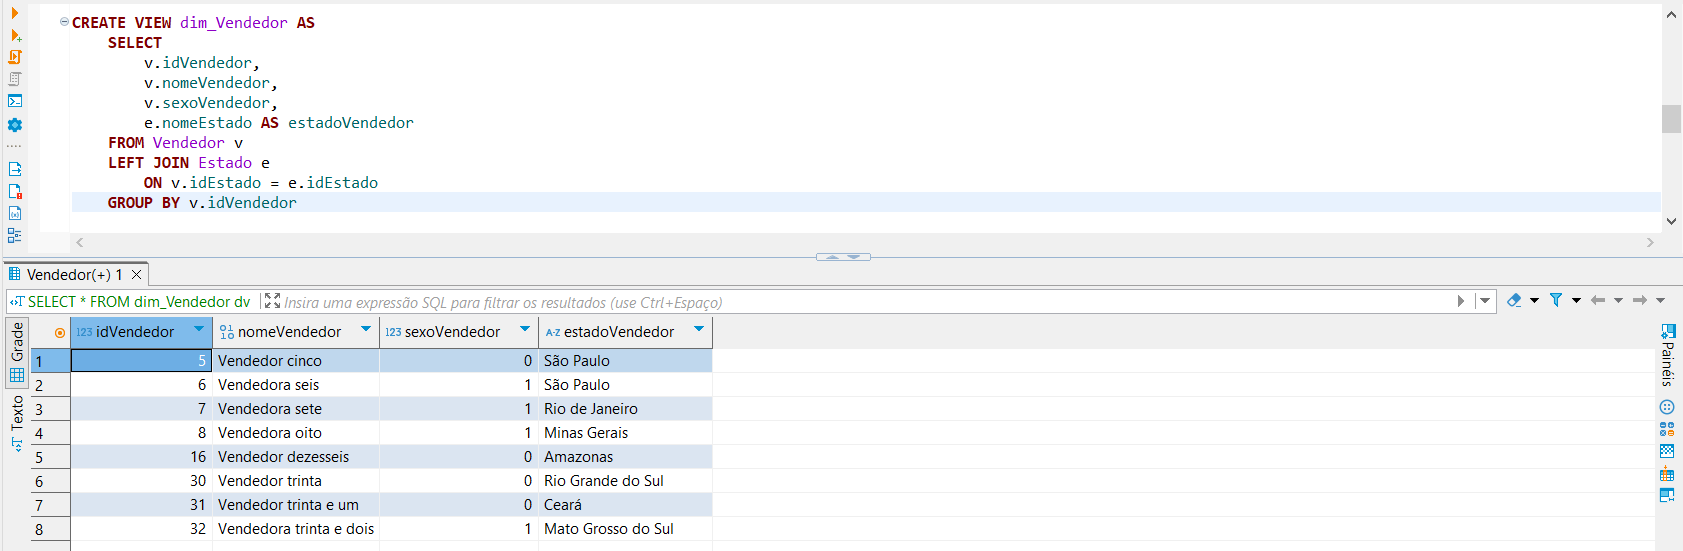 CREATE VIEW dim_Vendedor AS
SELECT
v.idVendedor,
v.nomeVendedor,
v.sexoVendedor,
e.nomeEstado AS estadoVendedor
FROM Vendedor v
LEFT JOIN Estado e
ON v.idEstado = e.idEstado
GROUP BY v.idVendedor
Vendedor(+) 1
SELECT * FROM dim_Vendedor dv
Insira uma expressão SQL para filtrar os resultados (use Ctrl+Espaço)
Grade
Texto
123 idVendedor nomeVendedor 123 sexoVendedor A-Z estadoVendedor
1 5 Vendedor cinco 0 São Paulo
2 6 Vendedora seis 1 São Paulo
3 7 Vendedora sete 1 Rio de Janeiro
4 8 Vendedora oito 1 Minas Gerais
5 16 Vendedor dezesseis 0 Amazonas
6 30 Vendedor trinta 0 Rio Grande do Sul
7 31 Vendedor trinta e um 0 Ceará
8 32 Vendedora trinta e dois 1 Mato Grosso do Sul
Painéis